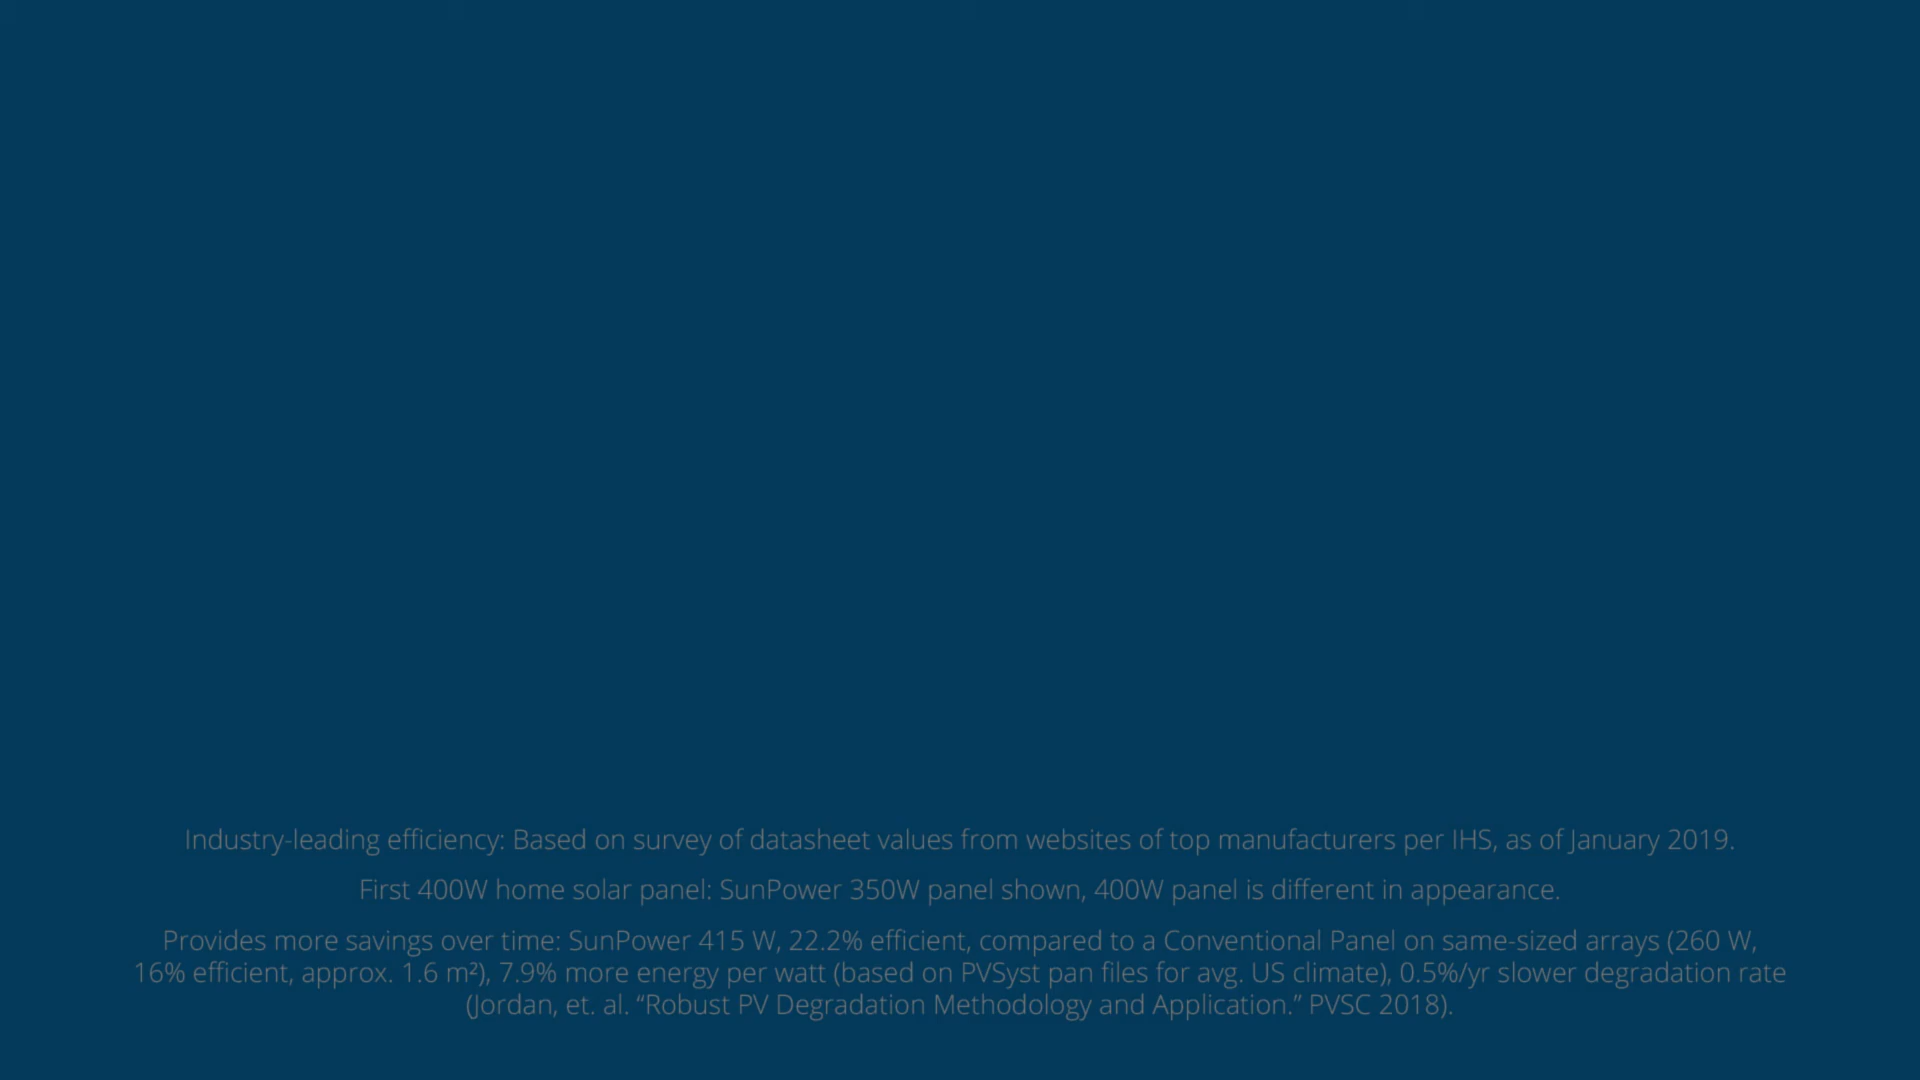 Industry-leading efficiency: Based on survey of datasheet values from websites of top manufacturers per IHS, as of January 2019.
First 400W home solar panel: SunPower 350W panel shown, 400W panel is different in appearance.
Provides more savings over time: SunPower 415 W, 22.2% efficient, compared to a Conventional Panel on same-sized arrays (260 W,
16% efficient, approx. 1.6 m²), 7.9% more energy per watt (based on PVSyst pan files for avg. US climate), 0.5%/yr slower degradation rate
(Jordan, et. al. “Robust PV Degradation Methodology and Application.” PVSC 2018).